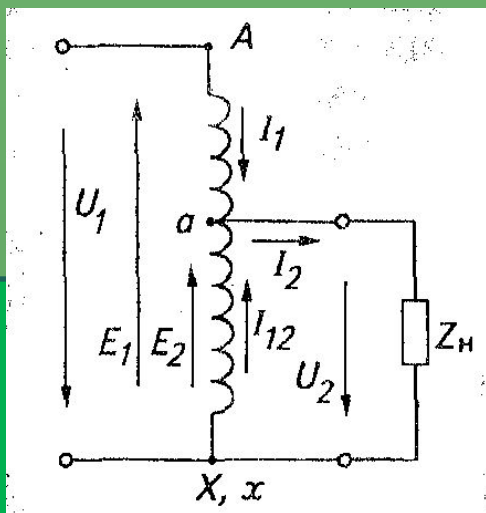 A
I₁
U₁
a
I₂
E₁ E₂
I₁₂
U₂
Zн
X, x